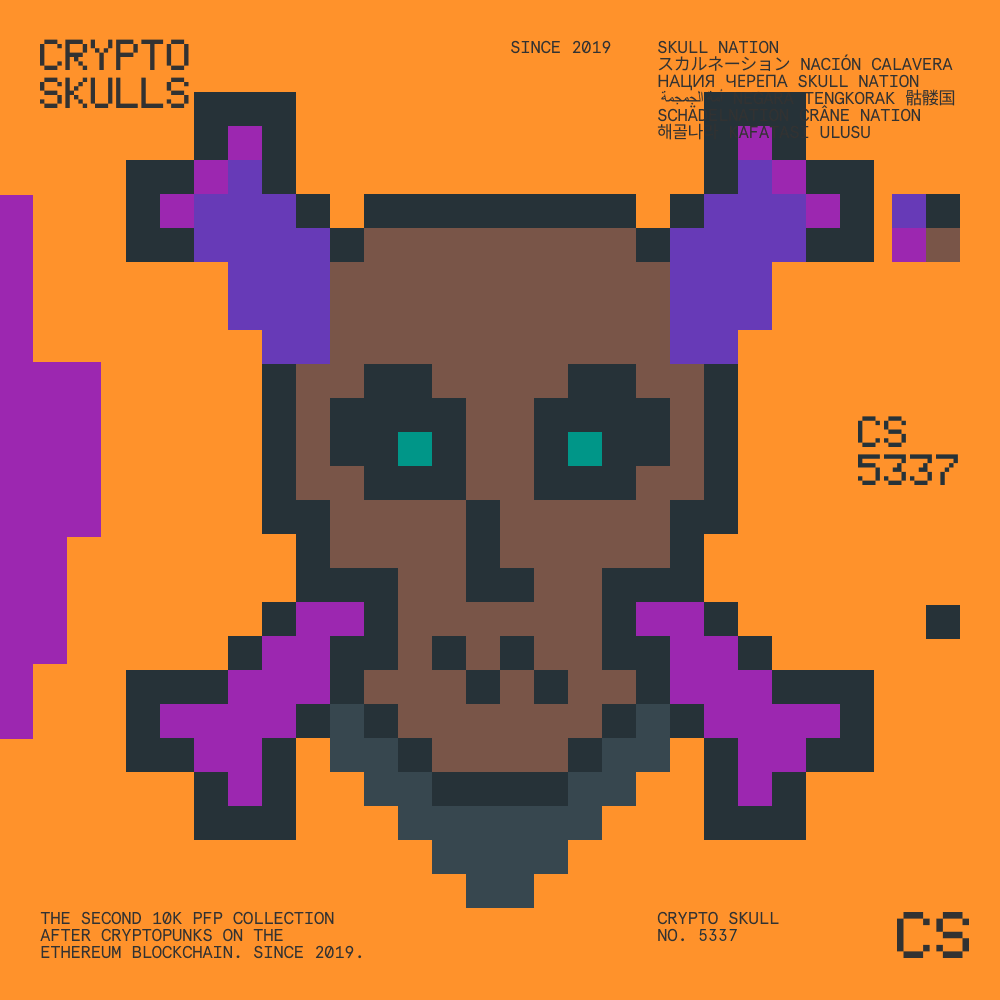 CRYPTO
SKULLS
SINCE 2019
SKULL NATION
スカルネーション NACIÓN CALAVERA
НАЦИЯ ЧЕРЕПА SKULL NATION
الجمجمة TENGKORAK 骷髅国
CRÂNE NATION
해골나 KAFATASI ULUSU
CS
5337
THE SECOND 10K PFP COLLECTION
AFTER CRYPTOPUNKS ON THE
ETHEREUM BLOCKCHAIN. SINCE 2019.
CRYPTO SKULL
NO. 5337
CS